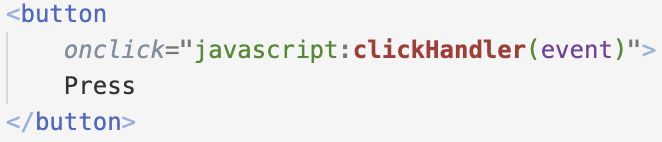 <button
    onclick="javascript:clickHandler(event)">
    Press
</button>